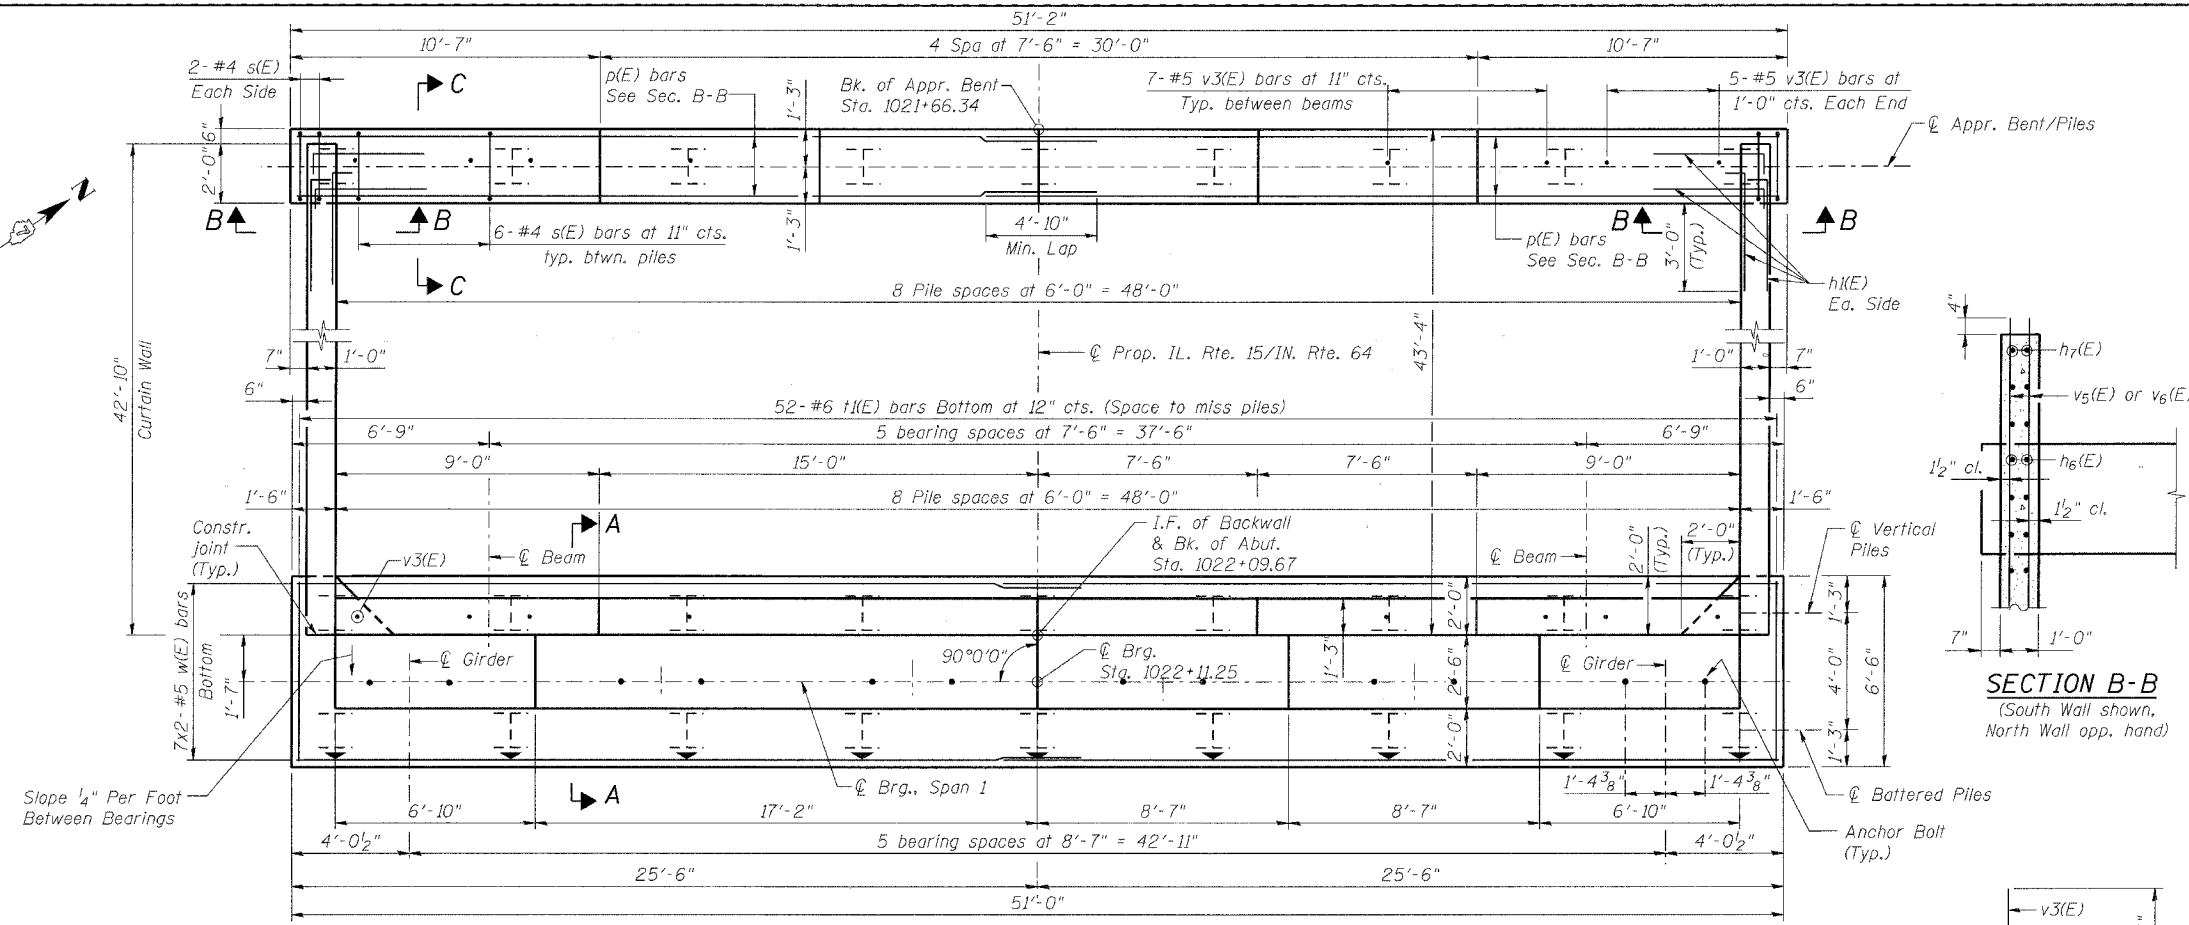 51'-2"
10'-7"
4 Spa at 7'-6" = 30'-0"
10'-7"
2-#4 s(E)
Each Side
C
p(E) bars
See Sec. B-B
1'-3"
Bk. of Appr. Bent
Sta. 1021+66.34
7-#5 v3(E) bars at 11" cts.
Typ. between beams
5-#5 v3(E) bars at
1'-0" cts. Each End
℄ Appr. Bent/Piles
6"
2'-0"
N
B
B
6-#4 s(E) bars at 11" cts.
typ. btwn. piles
1'-3"
4'-10"
Min. Lap
p(E) bars
See Sec. B-B
B
B
3'-0"
(Typ.)
C
h1(E)
Ea. Side
8 Pile spaces at 6'-0" = 48'-0"
42'-10"
Curtain Wall
7"
1'-0"
6"
℄ Prop. IL. Rte. 15/IN. Rte. 64
43'-4"
1'-0"
7"
6"
52-#6 t1(E) bars Bottom at 12" cts. (Space to miss piles)
6'-9"
5 bearing spaces at 7'-6" = 37'-6"
6'-9"
9'-0"
15'-0"
7'-6"
7'-6"
9'-0"
1'-6"
8 Pile spaces at 6'-0" = 48'-0"
1'-6"
Constr.
joint
(Typ.)
v3(E)
A
℄ Beam
I.F. of Backwall
& Bk. of Abut.
Sta. 1022+09.67
℄ Beam
2'-0"
(Typ.)
2'-0"
(Typ.)
℄ Vertical
Piles
7x2-#5 w(E) bars
Bottom
1'-7"
℄ Girder
90°0'0"
℄ Brg.
Sta. 1022+11.25
1'-3"
2'-0"
2'-6"
2'-0"
℄ Girder
1'-3"
4'-0"
1'-3"
6'-6"
Slope 1/4" Per Foot
Between Bearings
A
℄ Brg., Span 1
1'-4 3/8"
1'-4 3/8"
℄ Battered Piles
Anchor Bolt
(Typ.)
6'-10"
17'-2"
8'-7"
8'-7"
6'-10"
4'-0 1/2"
5 bearing spaces at 8'-7" = 42'-11"
4'-0 1/2"
25'-6"
25'-6"
51'-0"
4"
h7(E)
v5(E) or v6(E)
h6(E)
1 1/2" cl.
1 1/2" cl.
7"
1'-0"
SECTION B-B
(South Wall shown,
North Wall opp. hand)
v3(E)